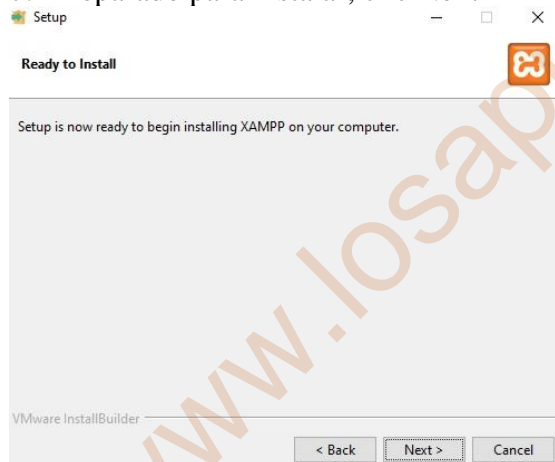 Setup
Ready to Install
Setup is now ready to begin installing XAMPP on your computer.
www.losap
VMware InstallBuilder
< Back
Next >
Cancel